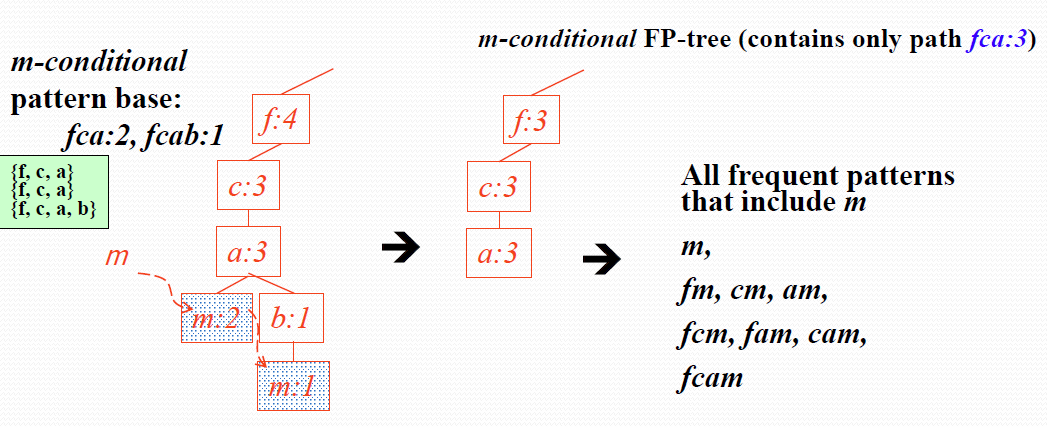 m-conditional
pattern base:
fca:2, fcab:1
{f, c, a}
{f, c, a}
{f, c, a, b}
m
f:4
c:3
a:3
m:2
b:1
m:1
m-conditional FP-tree (contains only path fca:3)
f:3
c:3
a:3
All frequent patterns
that include m
m,
fm, cm, am,
fcm, fam, cam,
fcam